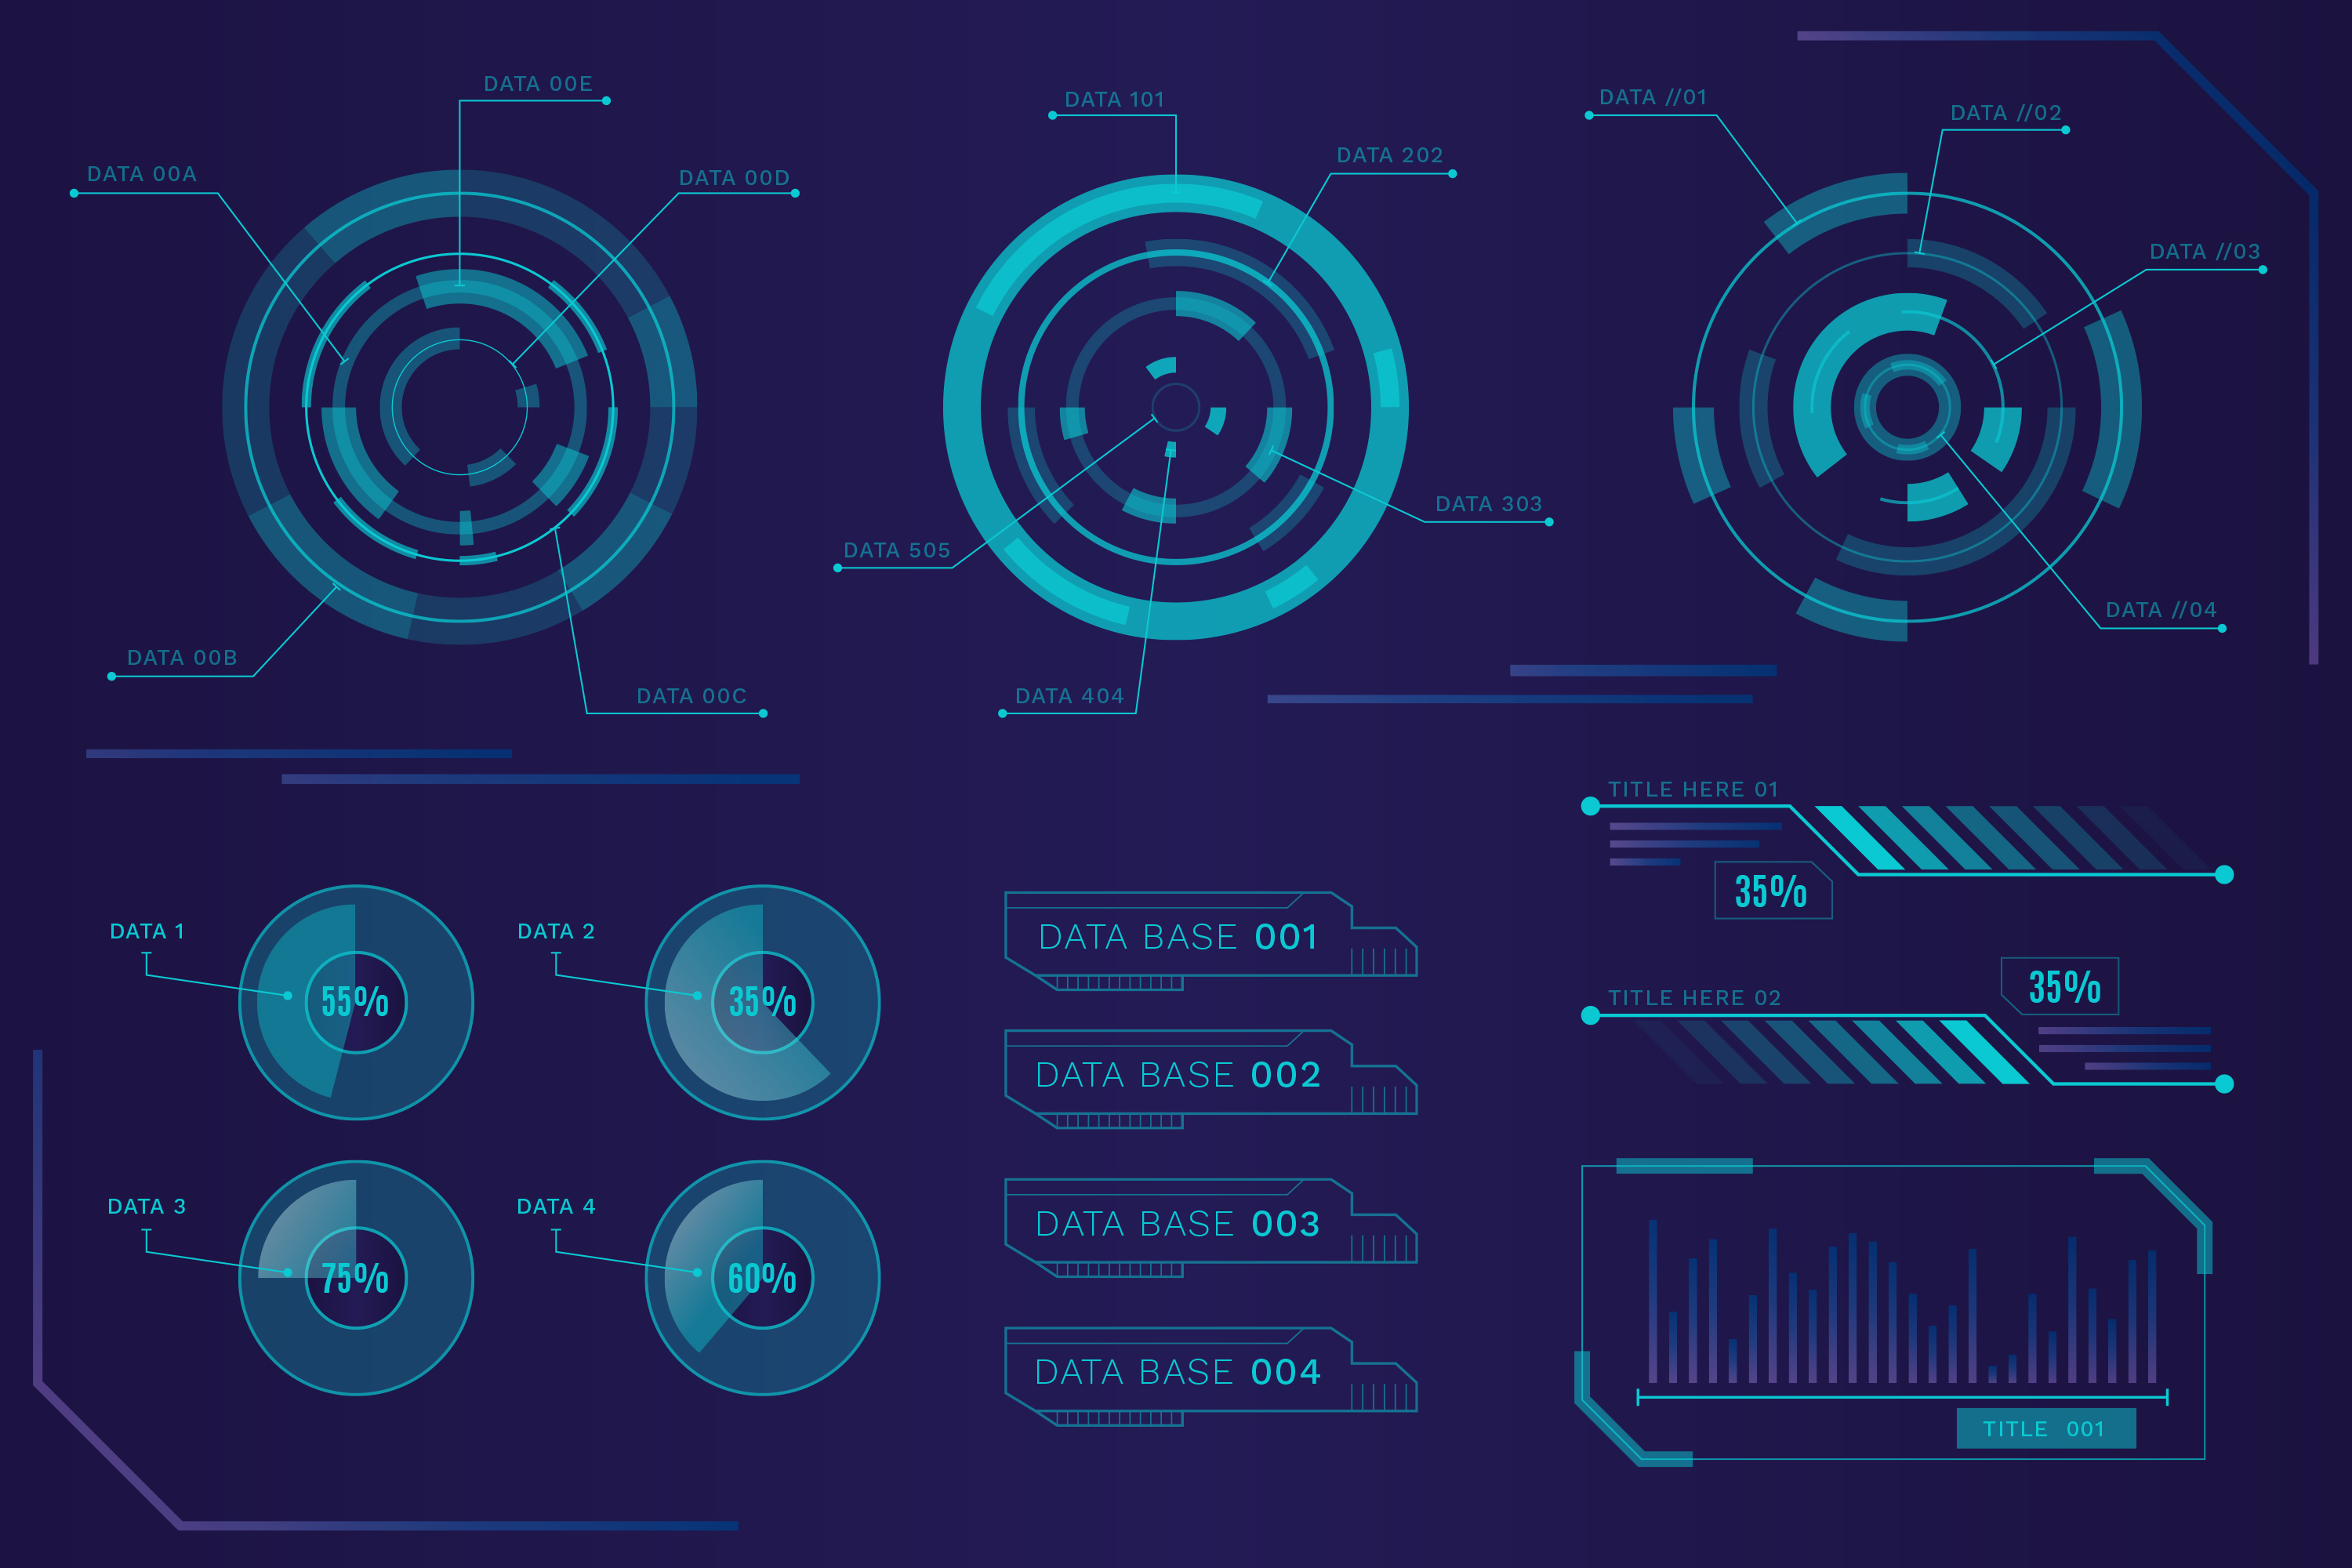 DATA 00E
DATA 00A
DATA 00D
DATA 00B
DATA 00C
DATA 101
DATA 202
DATA 303
DATA 505
DATA 404
DATA //01
DATA //02
DATA //03
DATA //04
DATA 1
55%
DATA 2
35%
DATA 3
75%
DATA 4
60%
DATA BASE 001
DATA BASE 002
DATA BASE 003
DATA BASE 004
TITLE HERE 01
35%
35%
TITLE HERE 02
TITLE 001